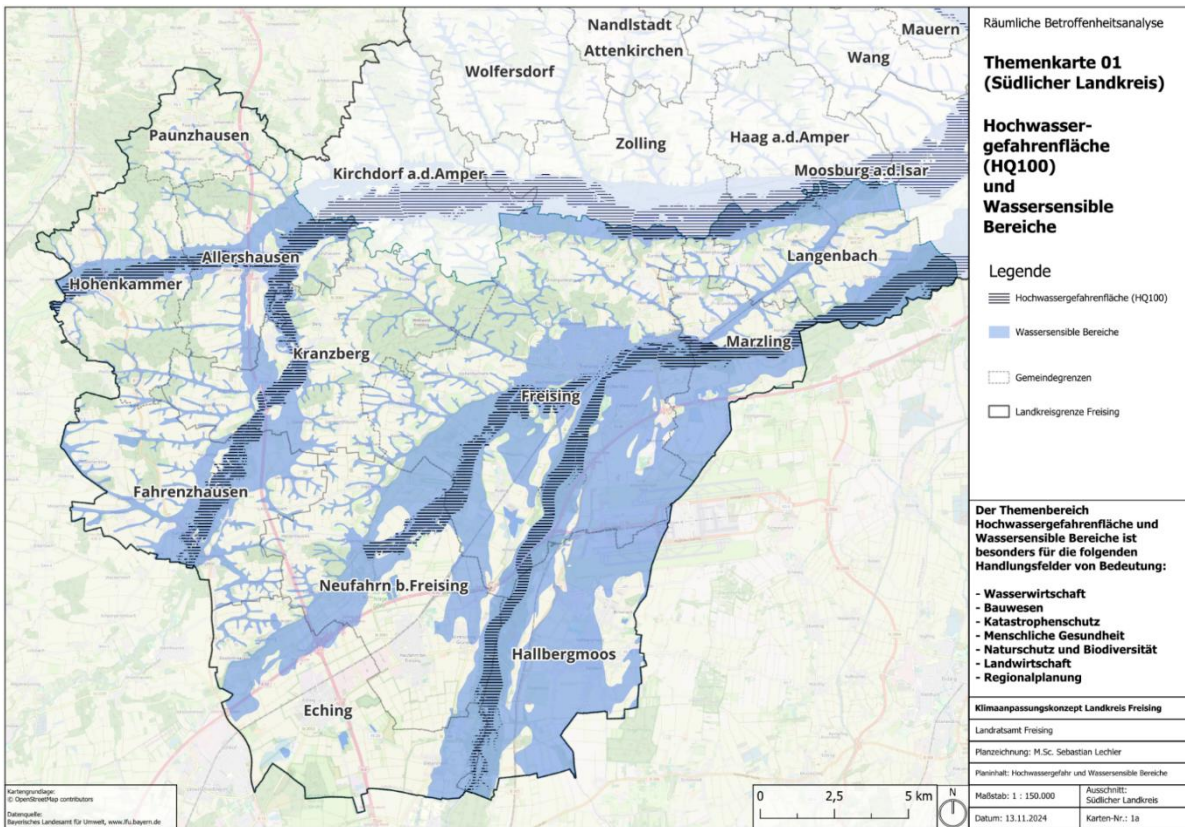 Nandlstadt
Attenkirchen
Mauern
Wang
Wolfersdorf
Paunzhausen
Zolling
Haag a.d.Amper
Kirchdorf a.d.Amper
Moosburg a.d.Isar
Allershausen
Langenbach
Hohenkammer
Kranzberg
Marzling
Freising
Fahrenzhausen
Neufahrn b.Freising
Hallbergmoos
Eching
Kartengrundlage:
© OpenStreetMap contributors
Datenquelle:
Bayerisches Landesamt für Umwelt, www.lfu.bayern.de
0 2,5 5 km
N
Räumliche Betroffenheitsanalyse
Themenkarte 01
(Südlicher Landkreis)
Hochwasser-
gefahrenfläche
(HQ100)
und
Wassersensible
Bereiche
Legende
Hochwassergefahrenfläche (HQ100)
Wassersensible Bereiche
Gemeindegrenzen
Landkreisgrenze Freising
Der Themenbereich
Hochwassergefahrenfläche und
Wassersensible Bereiche ist
besonders für die folgenden
Handlungsfelder von Bedeutung:
- Wasserwirtschaft
- Bauwesen
- Katastrophenschutz
- Menschliche Gesundheit
- Naturschutz und Biodiversität
- Landwirtschaft
- Regionalplanung
Klimaanpassungskonzept Landkreis Freising
Landratsamt Freising
Planzeichnung: M.Sc. Sebastian Lechler
Planinhalt: Hochwassergefahr und Wassersensible Bereiche
Maßstab: 1 : 150.000
Ausschnitt:
Südlicher Landkreis
Datum: 13.11.2024
Karten-Nr.: 1a